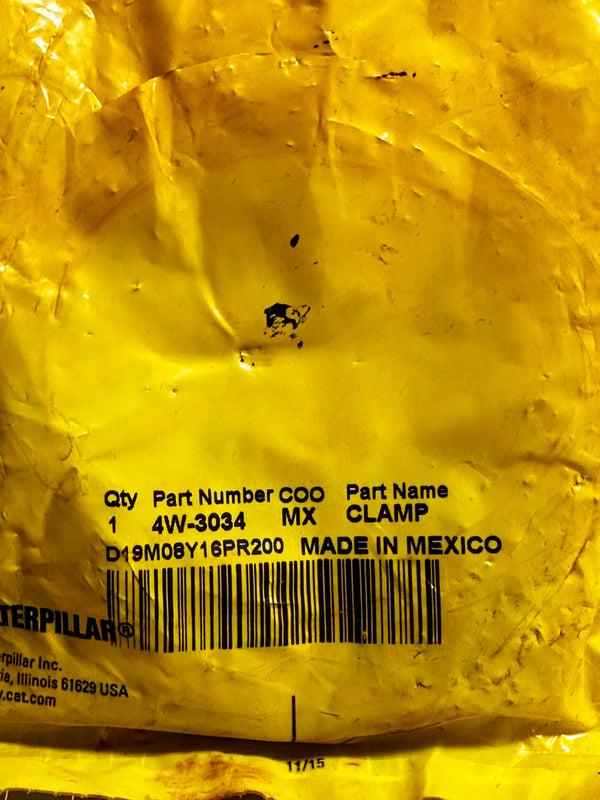 Qty Part Number COO Part Name
1 4W-3034 MX CLAMP
D19M08Y16PR200 MADE IN MEXICO
TERPILLAR®
rpillar Inc.
ia, Illinois 61629 USA
.cat.com
11/15